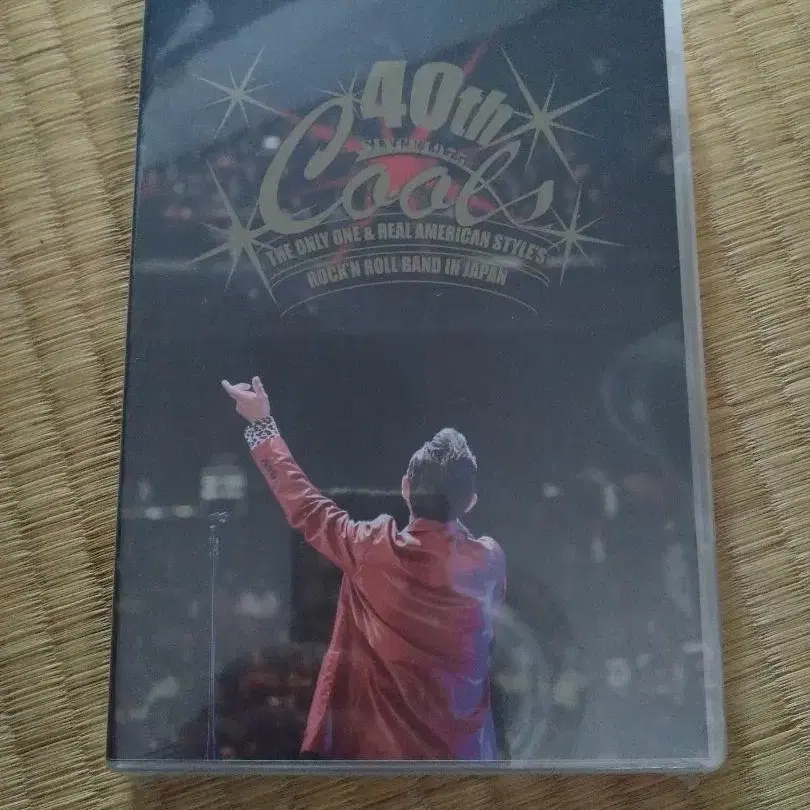 40th
SINCE 1975
Cools
THE ONLY ONE & REAL AMERICAN STYLE'S
ROCK'N ROLL BAND IN JAPAN